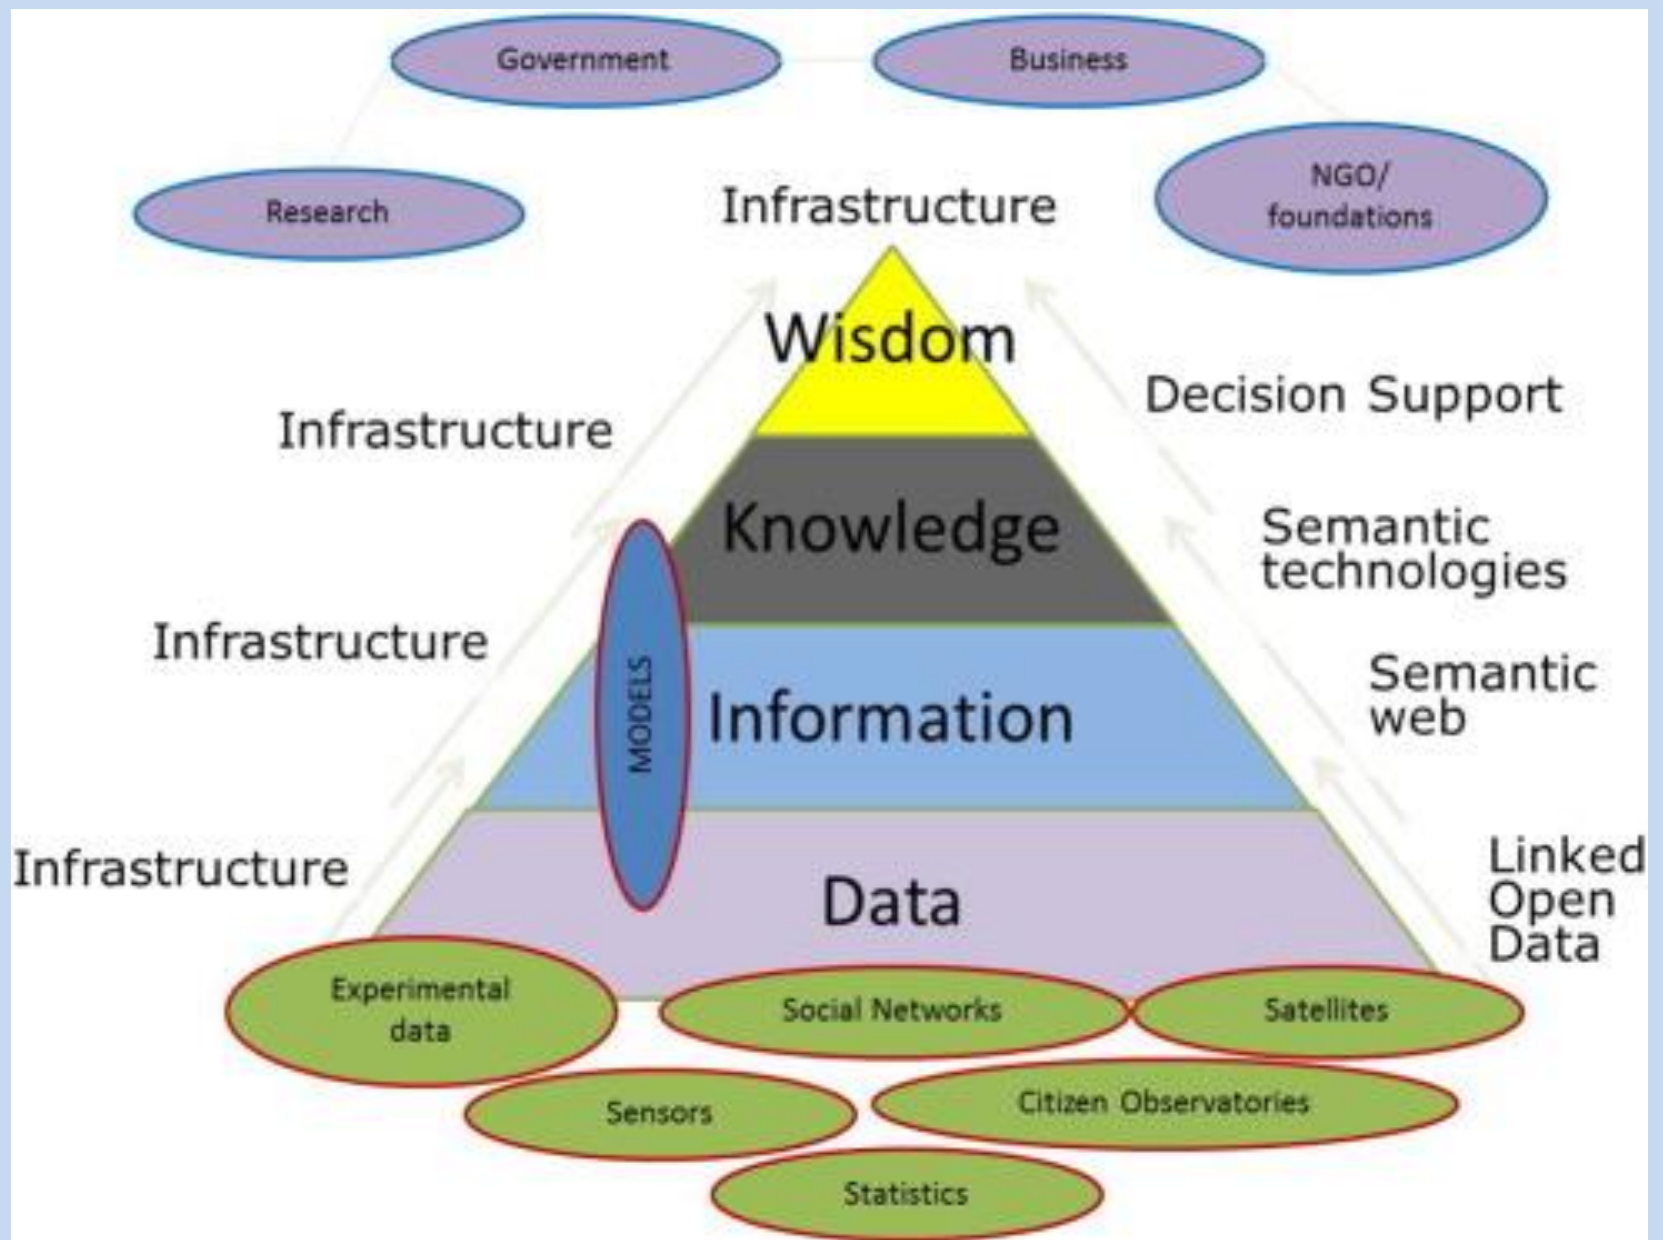 Government
Business
NGO/
foundations
Research
Infrastructure
Wisdom
Decision Support
Infrastructure
Knowledge
Semantic
technologies
Infrastructure
MODELS
Information
Semantic
web
Infrastructure
Data
Linked
Open
Data
Experimental
data
Social Networks
Satellites
Sensors
Citizen Observatories
Statistics